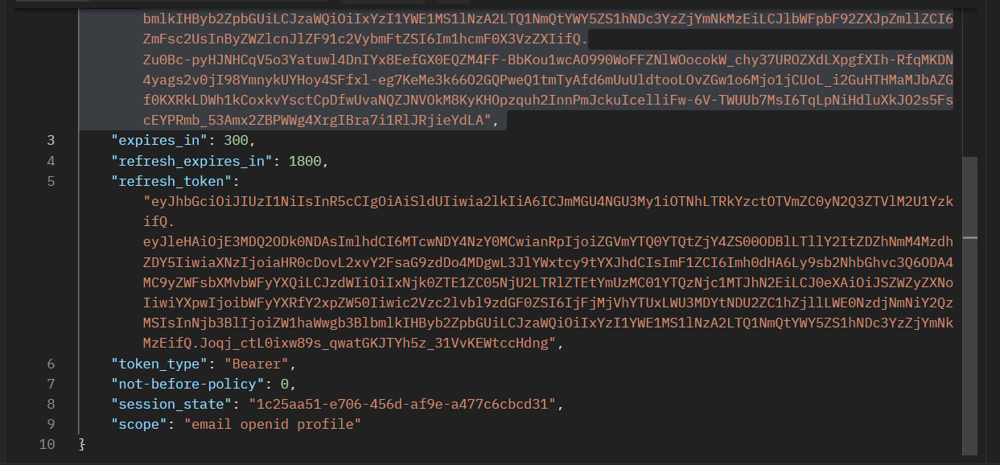 bmlkIHByb2ZpbGUiLCJzaWQiOiIxYzI1YWE1MS1lNzA2LTQ1NmQtYWY5ZS1hNDc3YzZjYmNkMzEiLCJlbWFpbF92ZXJpZmllZCI6
ZmFsc2UsInByZWZlcnJlZF91c2VybmFtZSI6Im1hcmF0X3VzZXIifQ.
Zu0Bc-pyHJNHCqV5o3Yatuwl4DnIYx8EefGX0EQZM4FF-BbKou1wcAO990WoFFZNlWOocokW_chy37UROZXdLXpgfXIh-RfqMKDN
4yags2v0jI98YmnykUYHoy4SFfxl-eg7KeMe3k66O2GQPweQ1tmTyAfd6mUuUldtooLOvZGw1o6Mjo1jCUoL_i2GuHTHMaMJbAZG
f0KXRkLDWh1kCoxkvYsctCpDfwUvaNQZJNVOkM8KyKHOpzquh2InnPmJckuIcelliFw-6V-TWUUb7MsI6TqLpNiHdluXkJO2s5Fs
cEYPRmb_53Amx2ZBPWWg4XrgIBra7i1RlJRjieYdLA",
3 "expires_in": 300,
4 "refresh_expires_in": 1800,
5 "refresh_token":
"eyJhbGciOiJIUzI1NiIsInR5cCIgOiAiSldUIiwia2lkIiA6ICJmMGU4NGU3My1iOTNhLTRkYzctOTVmZC0yN2Q3ZTVlM2U1Yzk
ifQ.
eyJleHAiOjE3MDQ2ODk0NDAsImlhdCI6MTcwNDY4NzY0MCwianRpIjoiZGVmYTQ0YTQtZjY4ZS00ODBlLTllY2ItZDZhNmM4Mzdh
ZDY5IiwiaXNzIjoiaHR0cDovL2xvY2FsaG9zdDo4MDgwL3JlYWxtcy9tYXJhdCIsImF1ZCI6Imh0dHA6Ly9sb2NhbGhvc3Q6ODA4
MC9yZWFsbXMvbWFyYXQiLCJzdWIiOiIxNjk0ZTE1ZC05NjU2LTRlZTEtYmUzMC01YTQzNjc1MTJhN2EiLCJ0eXAiOiJSZWZyZXNo
IiwiYXpwIjoibWFyYXRfY2xpZW50Iiwic2Vzc2lvbl9zdGF0ZSI6IjFjMjVhYTUxLWU3MDYtNDU2ZC1hZjllLWE0NzdjNmNiY2Qz
MSIsInNjb3BlIjoiZW1haWwgb3BlbmlkIHByb2ZpbGUiLCJzaWQiOiIxYzI1YWE1MS1lNzA2LTQ1NmQtYWY5ZS1hNDc3YzZjYmNk
MzEifQ.Joqj_ctL0ixw89s_qwatGKJTYh5z_31VvKEWtccHdng",
6 "token_type": "Bearer",
7 "not-before-policy": 0,
8 "session_state": "1c25aa51-e706-456d-af9e-a477c6cbcd31",
9 "scope": "email openid profile"
10 }